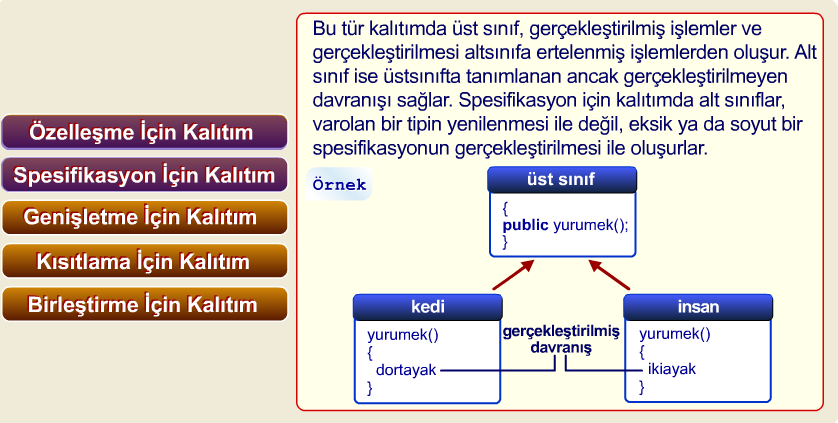 Özelleşme İçin Kalıtım
Spesifikasyon İçin Kalıtım
Genişletme İçin Kalıtım
Kısıtlama İçin Kalıtım
Birleştirme İçin Kalıtım
Bu tür kalıtımda üst sınıf, gerçekleştirilmiş işlemler ve
gerçekleştirilmesi altsınıfa ertelenmiş işlemlerden oluşur. Alt
sınıf ise üstsınıfta tanımlanan ancak gerçekleştirilmeyen
davranışı sağlar. Spesifikasyon için kalıtımda alt sınıflar,
varolan bir tipin yenilenmesi ile değil, eksik ya da soyut bir
spesifikasyonun gerçekleştirilmesi ile oluşurlar.
Örnek
üst sınıf
{
public yurumek();
}
kedi
yurumek()
{
dortayak
}
gerçekleştirilmiş
davranış
insan
yurumek()
{
ikiayak
}